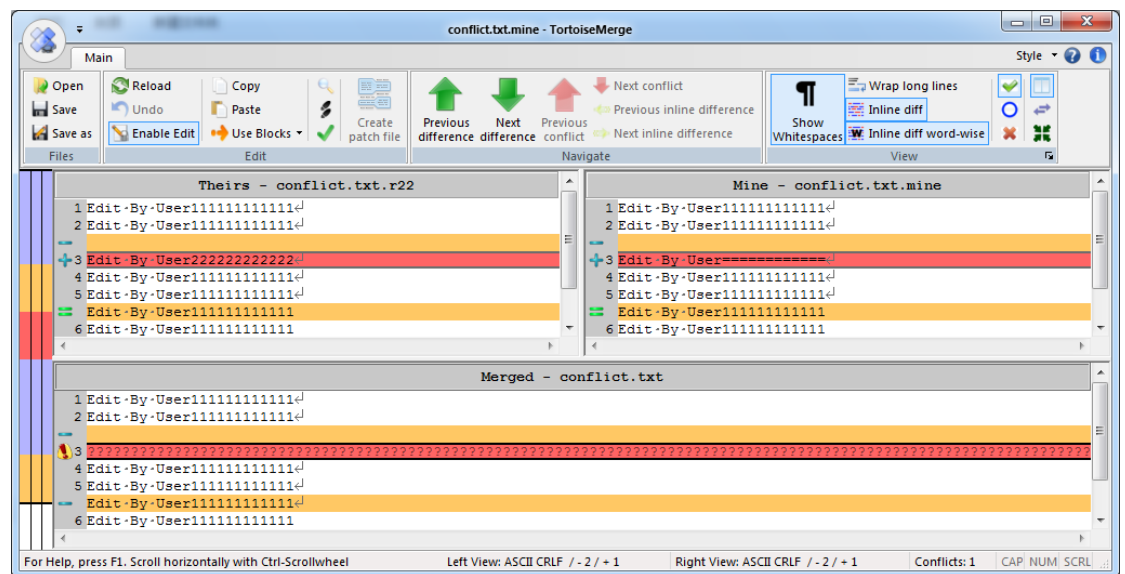 conflict.txt.mine - TortoiseMerge
Main
Style
Open
Save
Save as
Files
Reload
Undo
Enable Edit
Copy
Paste
Use Blocks
Create patch file
Edit
Previous difference
Next difference
Previous conflict
Next conflict
Previous inline difference
Next inline difference
Navigate
Show Whitespaces
Wrap long lines
Inline diff
Inline diff word-wise
View
Theirs - conflict.txt.r22
1 Edit·By·User111111111111↵
2 Edit·By·User111111111111↵
3 Edit·By·User222222222222↵
4 Edit·By·User111111111111↵
5 Edit·By·User111111111111↵
Edit·By·User111111111111
6 Edit·By·User111111111111
Mine - conflict.txt.mine
1 Edit·By·User111111111111↵
2 Edit·By·User111111111111↵
3 Edit·By·User============↵
4 Edit·By·User111111111111↵
5 Edit·By·User111111111111↵
Edit·By·User111111111111
6 Edit·By·User111111111111
Merged - conflict.txt
1 Edit·By·User111111111111↵
2 Edit·By·User111111111111↵
3 ????????????????????????????????????????????????????????????????????????????????????????????????????????????????????????
4 Edit·By·User111111111111↵
5 Edit·By·User111111111111↵
Edit·By·User111111111111↵
6 Edit·By·User111111111111
For Help, press F1. Scroll horizontally with Ctrl-Scrollwheel
Left View: ASCII CRLF / - 2 / + 1
Right View: ASCII CRLF / - 2 / + 1
Conflicts: 1
CAP NUM SCRL